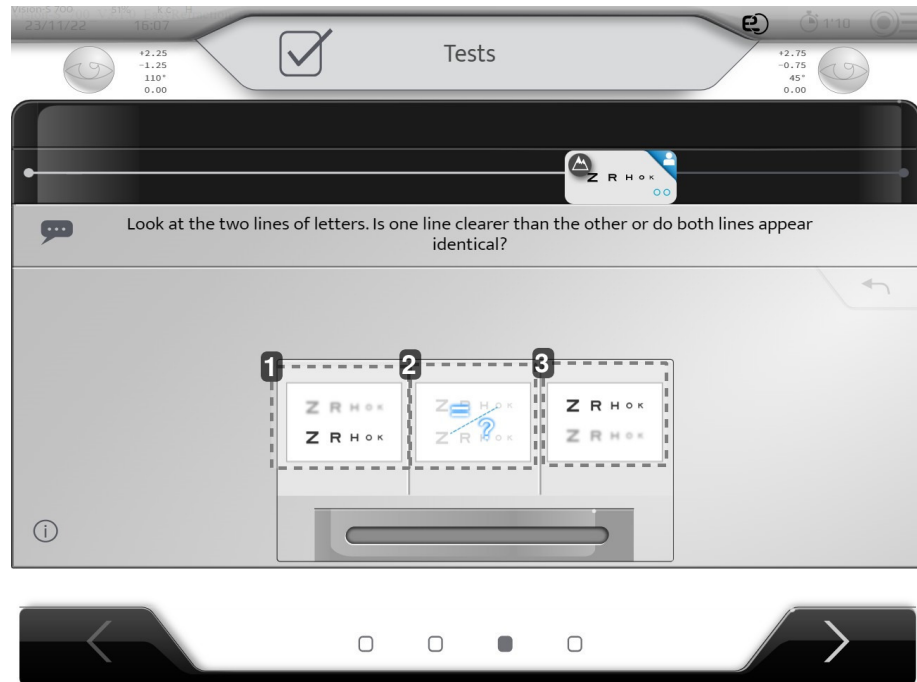 23/11/22 16:07
Tests
1'10
+2.25
-1.25
110°
0.00
+2.75
-0.75
45°
0.00
Z R H O K
Look at the two lines of letters. Is one line clearer than the other or do both lines appear
identical?
1 2 3
Z R H O K
Z R H O K
Z R H O K
Z R H O K
= ?
Z R H O K
Z R H O K
i